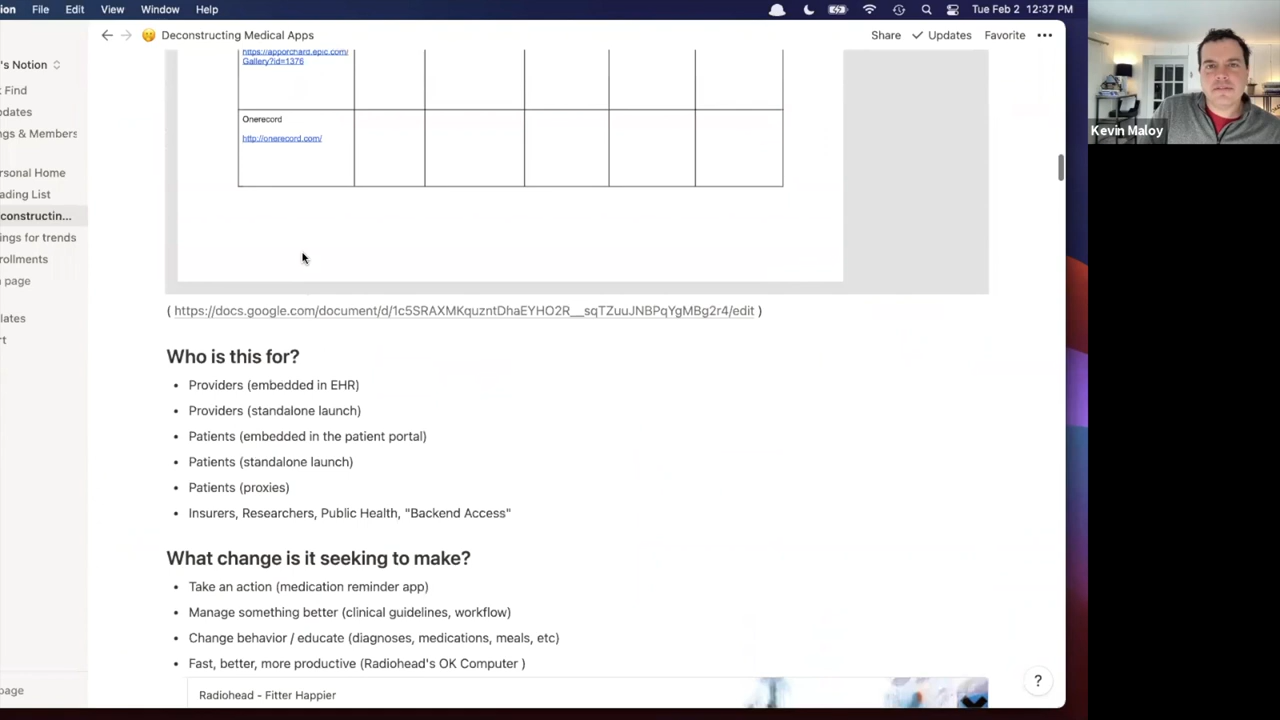 ion File Edit View Window Help Tue Feb 2 12:37 PM
Deconstructing Medical Apps Share Updates Favorite
's Notion
Find
dates
ngs & Members
rsonal Home
ading List
constructin...
ings for trends
rollments
page
lates
rt
page
https://apporchard.epic.com/
Gallery?id=1376
Onerecord
http://onerecord.com/
( https://docs.google.com/document/d/1c5SRAXMKquzntDhaEYHO2R__sqTZuuJNBPqYgMBg2r4/edit )
Who is this for?
• Providers (embedded in EHR)
• Providers (standalone launch)
• Patients (embedded in the patient portal)
• Patients (standalone launch)
• Patients (proxies)
• Insurers, Researchers, Public Health, "Backend Access"
What change is it seeking to make?
• Take an action (medication reminder app)
• Manage something better (clinical guidelines, workflow)
• Change behavior / educate (diagnoses, medications, meals, etc)
• Fast, better, more productive (Radiohead's OK Computer )
Radiohead - Fitter Happier
?
Kevin Maloy